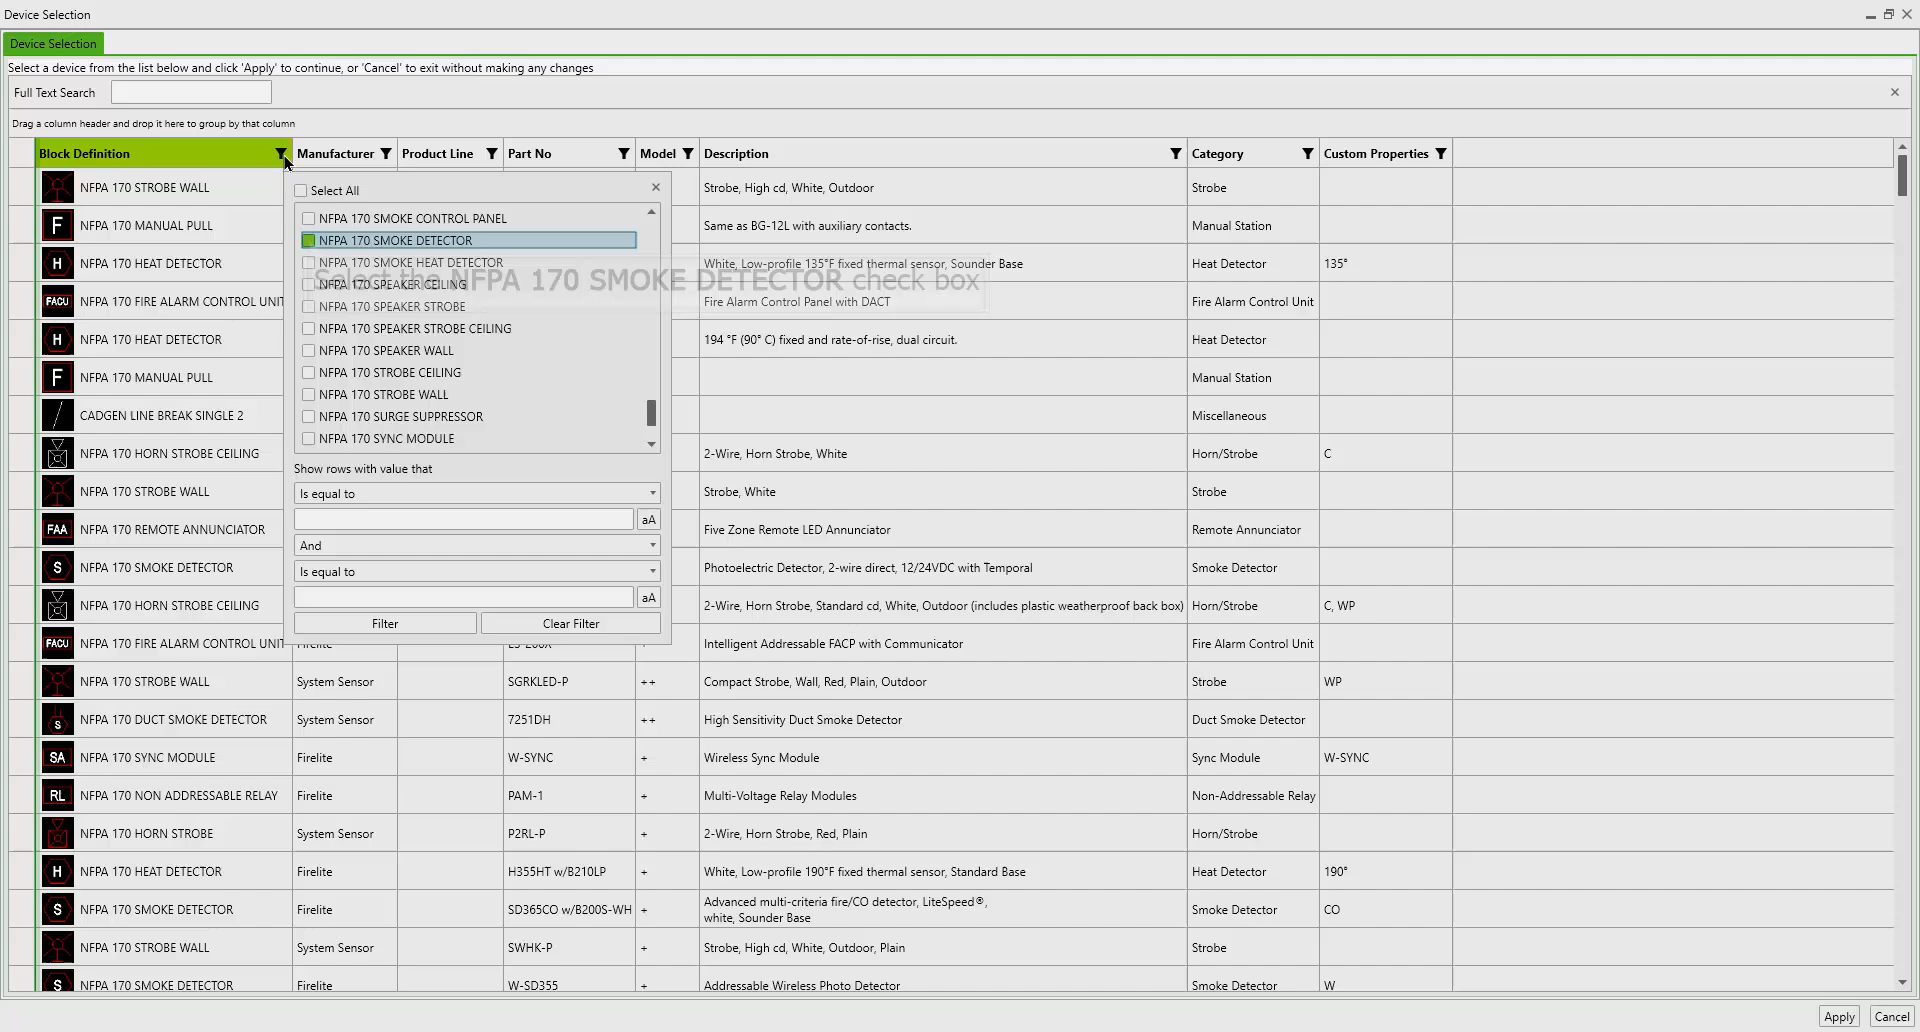 Device Selection
Device Selection
Select a device from the list below and click 'Apply' to continue, or 'Cancel' to exit without making any changes
Full Text Search
Drag a column header and drop it here to group by that column
Block Definition Manufacturer Product Line Part No Model Description Category Custom Properties
NFPA 170 STROBE WALL Strobe, High cd, White, Outdoor Strobe
F NFPA 170 MANUAL PULL Same as BG-12L with auxiliary contacts. Manual Station
H NFPA 170 HEAT DETECTOR White, Low-profile 135°F fixed thermal sensor, Sounder Base Heat Detector 135°
FACU NFPA 170 FIRE ALARM CONTROL UNIT Fire Alarm Control Panel with DACT Fire Alarm Control Unit
H NFPA 170 HEAT DETECTOR 194 °F (90° C) fixed and rate-of-rise, dual circuit. Heat Detector
F NFPA 170 MANUAL PULL Manual Station
CADGEN LINE BREAK SINGLE 2 Miscellaneous
NFPA 170 HORN STROBE CEILING 2-Wire, Horn Strobe, White Horn/Strobe C
NFPA 170 STROBE WALL Strobe, White Strobe
FAA NFPA 170 REMOTE ANNUNCIATOR Five Zone Remote LED Annunciator Remote Annunciator
S NFPA 170 SMOKE DETECTOR Photoelectric Detector, 2-wire direct, 12/24VDC with Temporal Smoke Detector
NFPA 170 HORN STROBE CEILING 2-Wire, Horn Strobe, Standard cd, White, Outdoor (includes plastic weatherproof back box) Horn/Strobe C, WP
FACU NFPA 170 FIRE ALARM CONTROL UNIT Intelligent Addressable FACP with Communicator Fire Alarm Control Unit
Select All
NFPA 170 SMOKE CONTROL PANEL
NFPA 170 SMOKE DETECTOR
NFPA 170 SMOKE HEAT DETECTOR
Select the NFPA 170 SMOKE DETECTOR check box
NFPA 170 SPEAKER CEILING
NFPA 170 SPEAKER STROBE
NFPA 170 SPEAKER STROBE CEILING
NFPA 170 SPEAKER WALL
NFPA 170 STROBE CEILING
NFPA 170 STROBE WALL
NFPA 170 SURGE SUPPRESSOR
NFPA 170 SYNC MODULE
Show rows with value that
Is equal to
aA
And
Is equal to
aA
Filter Clear Filter
NFPA 170 STROBE WALL System Sensor SGRKLED-P ++ Compact Strobe, Wall, Red, Plain, Outdoor Strobe WP
S NFPA 170 DUCT SMOKE DETECTOR System Sensor 7251DH ++ High Sensitivity Duct Smoke Detector Duct Smoke Detector
SA NFPA 170 SYNC MODULE Firelite W-SYNC + Wireless Sync Module Sync Module W-SYNC
RL NFPA 170 NON ADDRESSABLE RELAY Firelite PAM-1 + Multi-Voltage Relay Modules Non-Addressable Relay
NFPA 170 HORN STROBE System Sensor P2RL-P + 2-Wire, Horn Strobe, Red, Plain Horn/Strobe
H NFPA 170 HEAT DETECTOR Firelite H355HT w/B210LP + White, Low-profile 190°F fixed thermal sensor, Standard Base Heat Detector 190°
S NFPA 170 SMOKE DETECTOR Firelite SD365CO w/B200S-WH + Advanced multi-criteria fire/CO detector, LiteSpeed®, Smoke Detector CO
white, Sounder Base
NFPA 170 STROBE WALL System Sensor SWHK-P + Strobe, High cd, White, Outdoor, Plain Strobe
S NFPA 170 SMOKE DETECTOR Firelite W-SD355 + Addressable Wireless Photo Detector Smoke Detector W
Apply Cancel